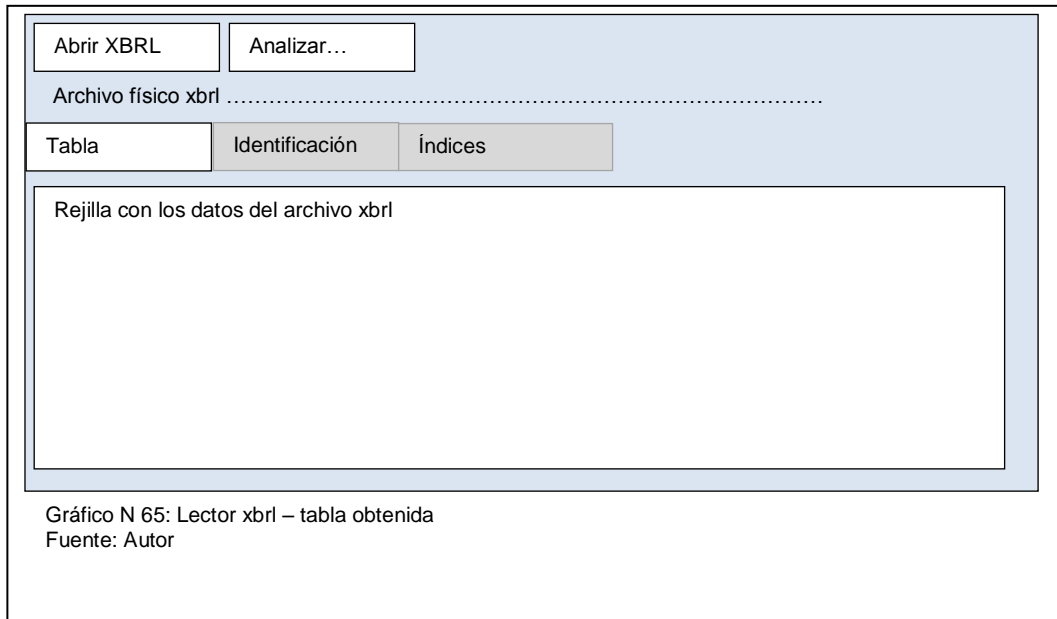 Abrir XBRL
Analizar…
Archivo físico xbrl ……………………………………………………………………………
Tabla
Identificación
Índices
Rejilla con los datos del archivo xbrl
Gráfico N 65: Lector xbrl – tabla obtenida
Fuente: Autor